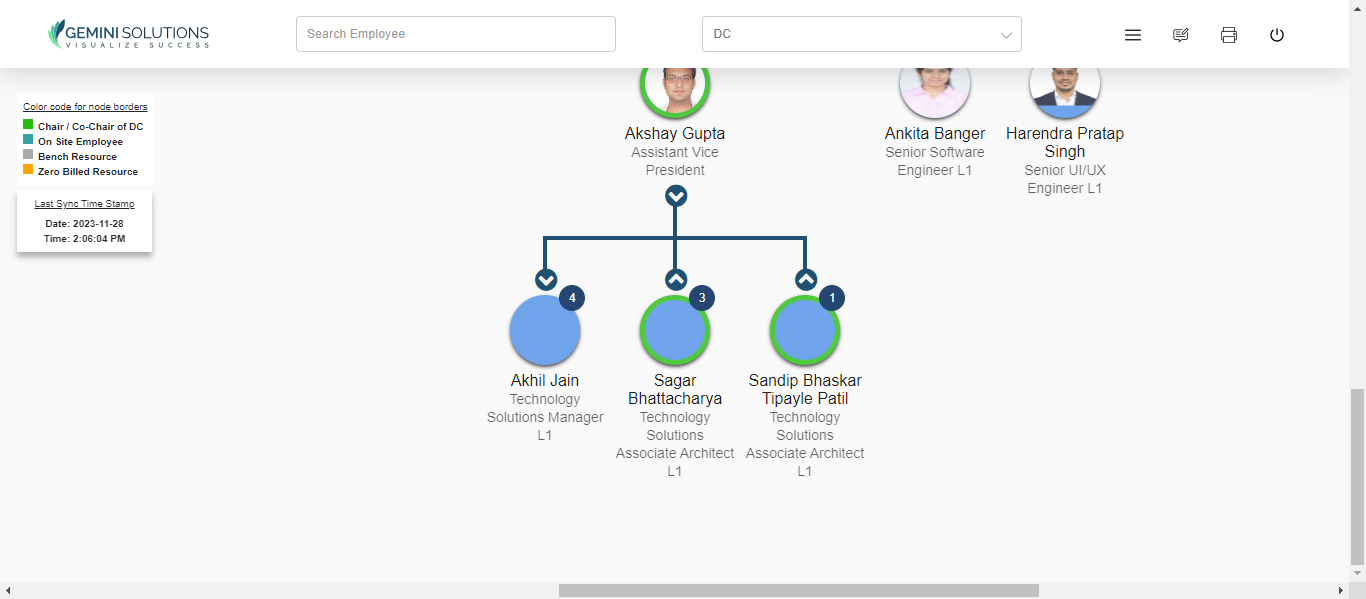 GEMINI SOLUTIONS
VISUALIZE SUCCESS
Search Employee
DC
Color code for node borders
Chair / Co-Chair of DC
On Site Employee
Bench Resource
Zero Billed Resource
Last Sync Time Stamp
Date: 2023-11-28
Time: 2:06:04 PM
Akshay Gupta
Assistant Vice
President
Ankita Banger
Senior Software
Engineer L1
Harendra Pratap
Singh
Senior UI/UX
Engineer L1
4
Akhil Jain
Technology
Solutions Manager
L1
3
Sagar
Bhattacharya
Technology
Solutions
Associate Architect
L1
1
Sandip Bhaskar
Tipayle Patil
Technology
Solutions
Associate Architect
L1